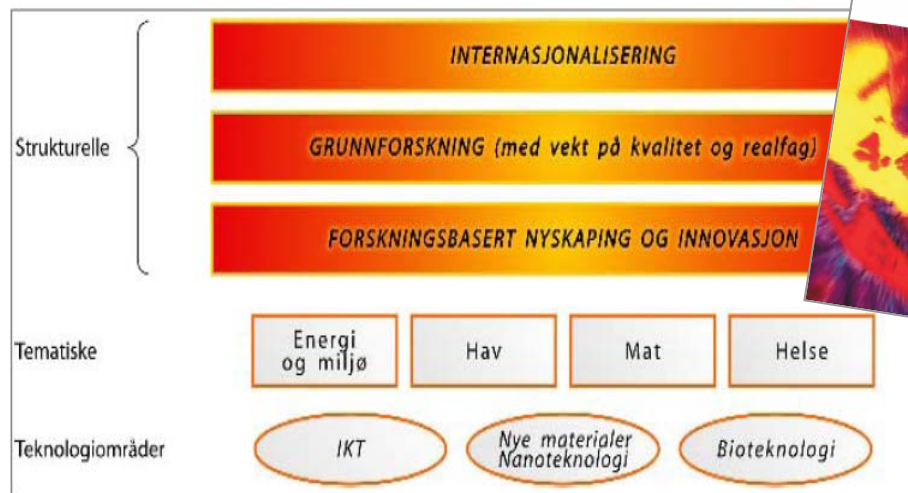 INTERNASJONALISERING
Strukturelle
GRUNNFORSKNING (med vekt på kvalitet og realfag)
FORSKNINGSBASERT NYSKAPING OG INNOVASJON
Tematiske
Energi
og miljø
Hav
Mat
Helse
Teknologiområder
IKT
Nye materialer
Nanoteknologi
Bioteknologi